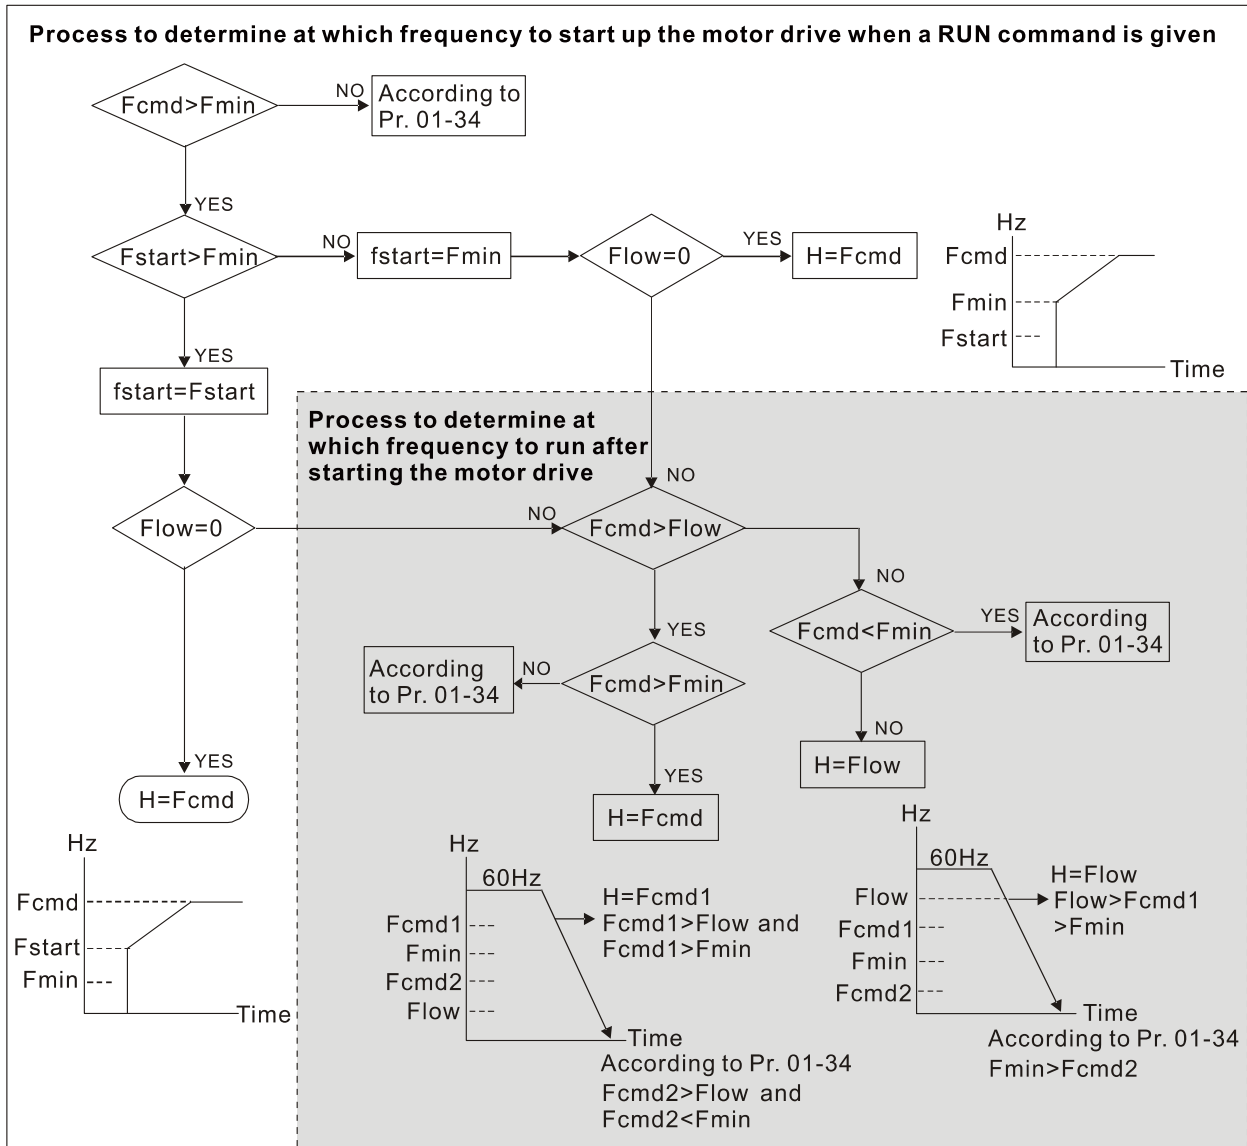 Process to determine at which frequency to start up the motor drive when a RUN command is given
Fcmd>Fmin
NO
According to
Pr. 01-34
YES
Fstart>Fmin
NO
fstart=Fmin
Flow=0
YES
H=Fcmd
Hz
Fcmd
Fmin
Fstart
Time
YES
fstart=Fstart
Process to determine at
which frequency to run after
starting the motor drive
NO
Flow=0
NO
Fcmd>Flow
NO
Fcmd<Fmin
YES
According
to Pr. 01-34
YES
According
to Pr. 01-34
NO
Fcmd>Fmin
NO
H=Flow
YES
H=Fcmd
YES
H=Fcmd
Hz
Fcmd
Fstart
Fmin
Time
Hz
60Hz
H=Fcmd1
Fcmd1>Flow and
Fcmd1>Fmin
Fcmd1
Fmin
Fcmd2
Flow
Time
According to Pr. 01-34
Fcmd2>Flow and
Fcmd2<Fmin
Hz
60Hz
H=Flow
Flow>Fcmd1
>Fmin
Flow
Fcmd1
Fmin
Fcmd2
Time
According to Pr. 01-34
Fmin>Fcmd2